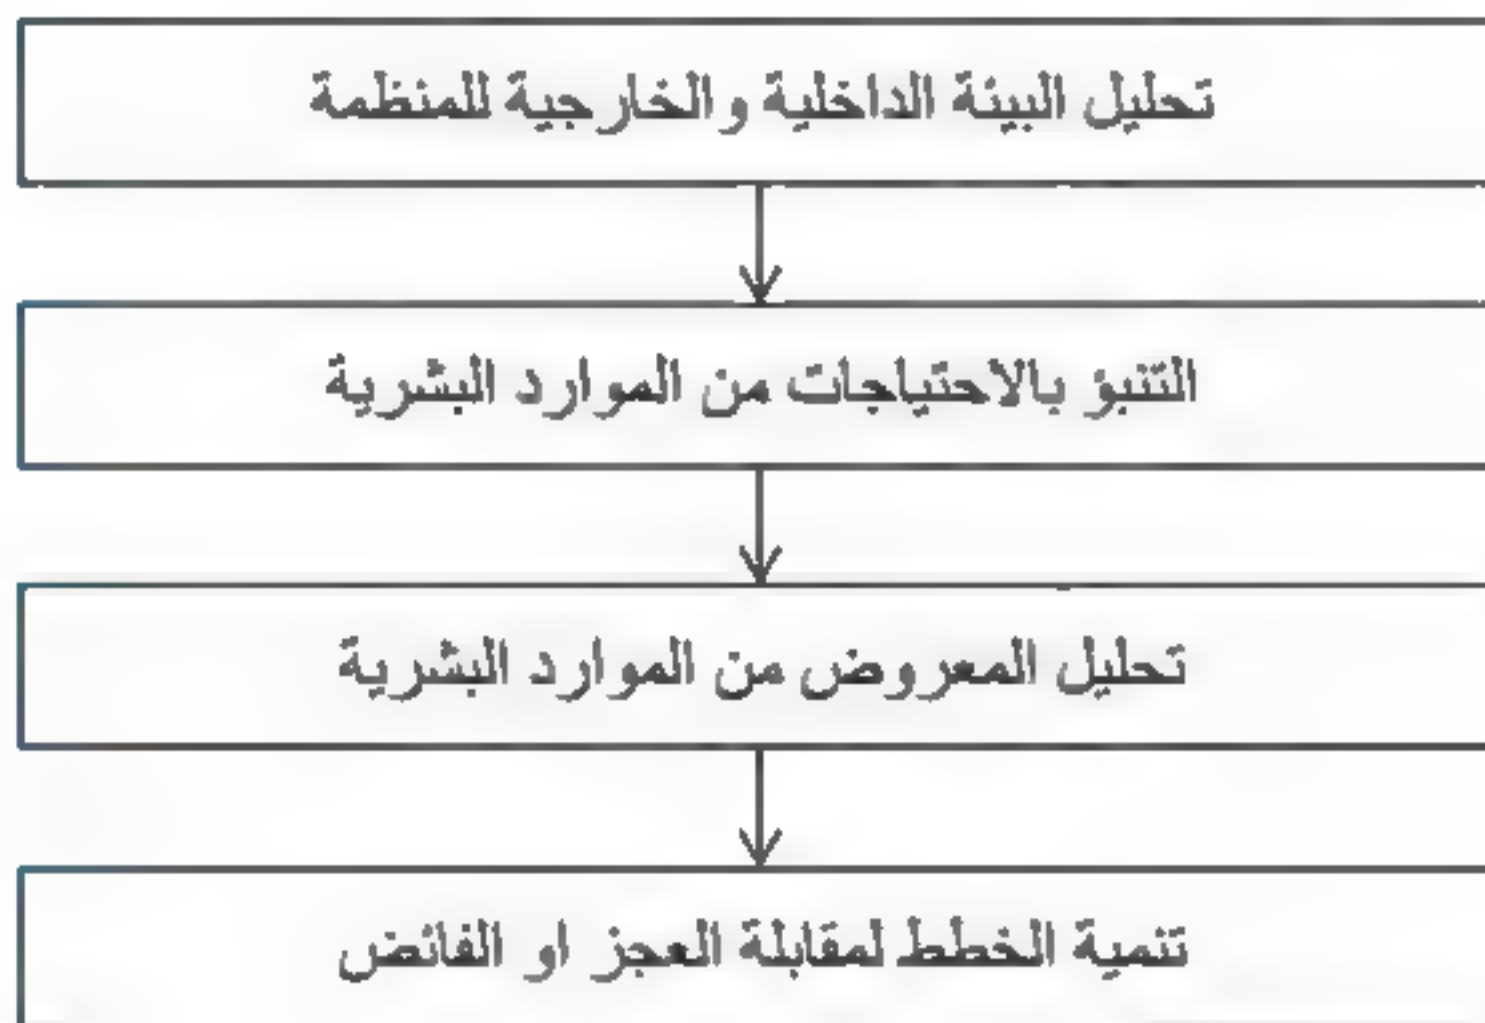 تحليل البيئة الداخلية والخارجية للمنظمة
التنبؤ بالاحتياجات من الموارد البشرية
تحليل المعروض من الموارد البشرية
تنمية الخطط لمقابلة العجز او الفائض